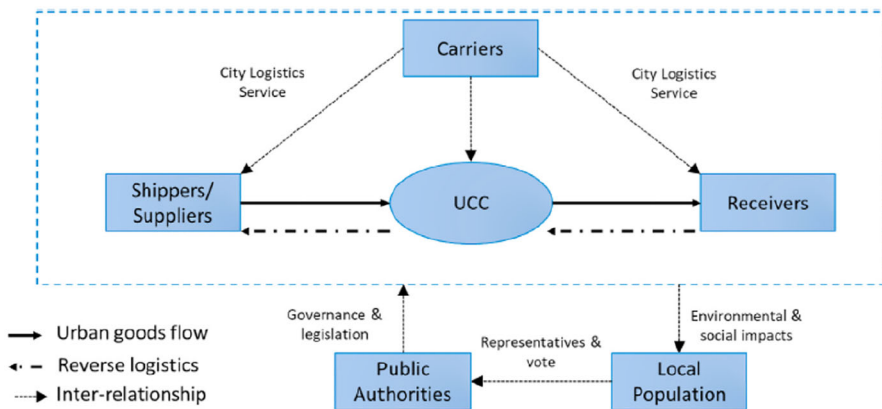 Carriers
City Logistics
Service
City Logistics
Service
Shippers/
Suppliers
UCC
Receivers
Governance &
legislation
Environmental &
social impacts
Urban goods flow
Reverse logistics
Inter-relationship
Representatives &
vote
Public
Authorities
Local
Population